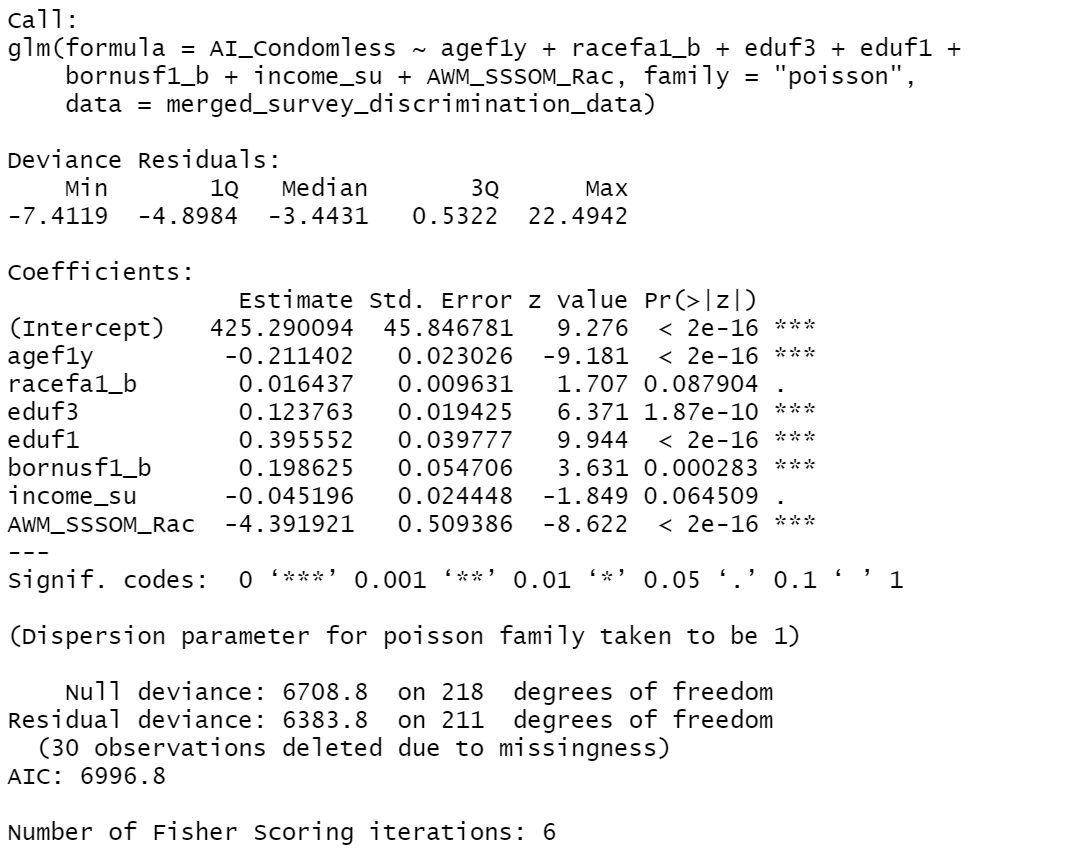 Call:
glm(formula = AI_Condomless ~ agef1y + racefa1_b + eduf3 + eduf1 +
    bornusf1_b + income_su + AWM_SSSOM_Rac, family = "poisson",
    data = merged_survey_discrimination_data)

Deviance Residuals:
    Min       1Q   Median       3Q      Max
-7.4119  -4.8984  -3.4431   0.5322  22.4942

Coefficients:
                Estimate Std. Error z value Pr(>|z|)
(Intercept)   425.290094  45.846781   9.276  < 2e-16 ***
agef1y         -0.211402   0.023026  -9.181  < 2e-16 ***
racefa1_b       0.016437   0.009631   1.707 0.087904 .
eduf3           0.123763   0.019425   6.371 1.87e-10 ***
eduf1           0.395552   0.039777   9.944  < 2e-16 ***
bornusf1_b      0.198625   0.054706   3.631 0.000283 ***
income_su      -0.045196   0.024448  -1.849 0.064509 .
AWM_SSSOM_Rac  -4.391921   0.509386  -8.622  < 2e-16 ***
---
Signif. codes:  0 ‘***’ 0.001 ‘**’ 0.01 ‘*’ 0.05 ‘.’ 0.1 ‘ ’ 1

(Dispersion parameter for poisson family taken to be 1)

    Null deviance: 6708.8  on 218  degrees of freedom
Residual deviance: 6383.8  on 211  degrees of freedom
  (30 observations deleted due to missingness)
AIC: 6996.8

Number of Fisher Scoring iterations: 6